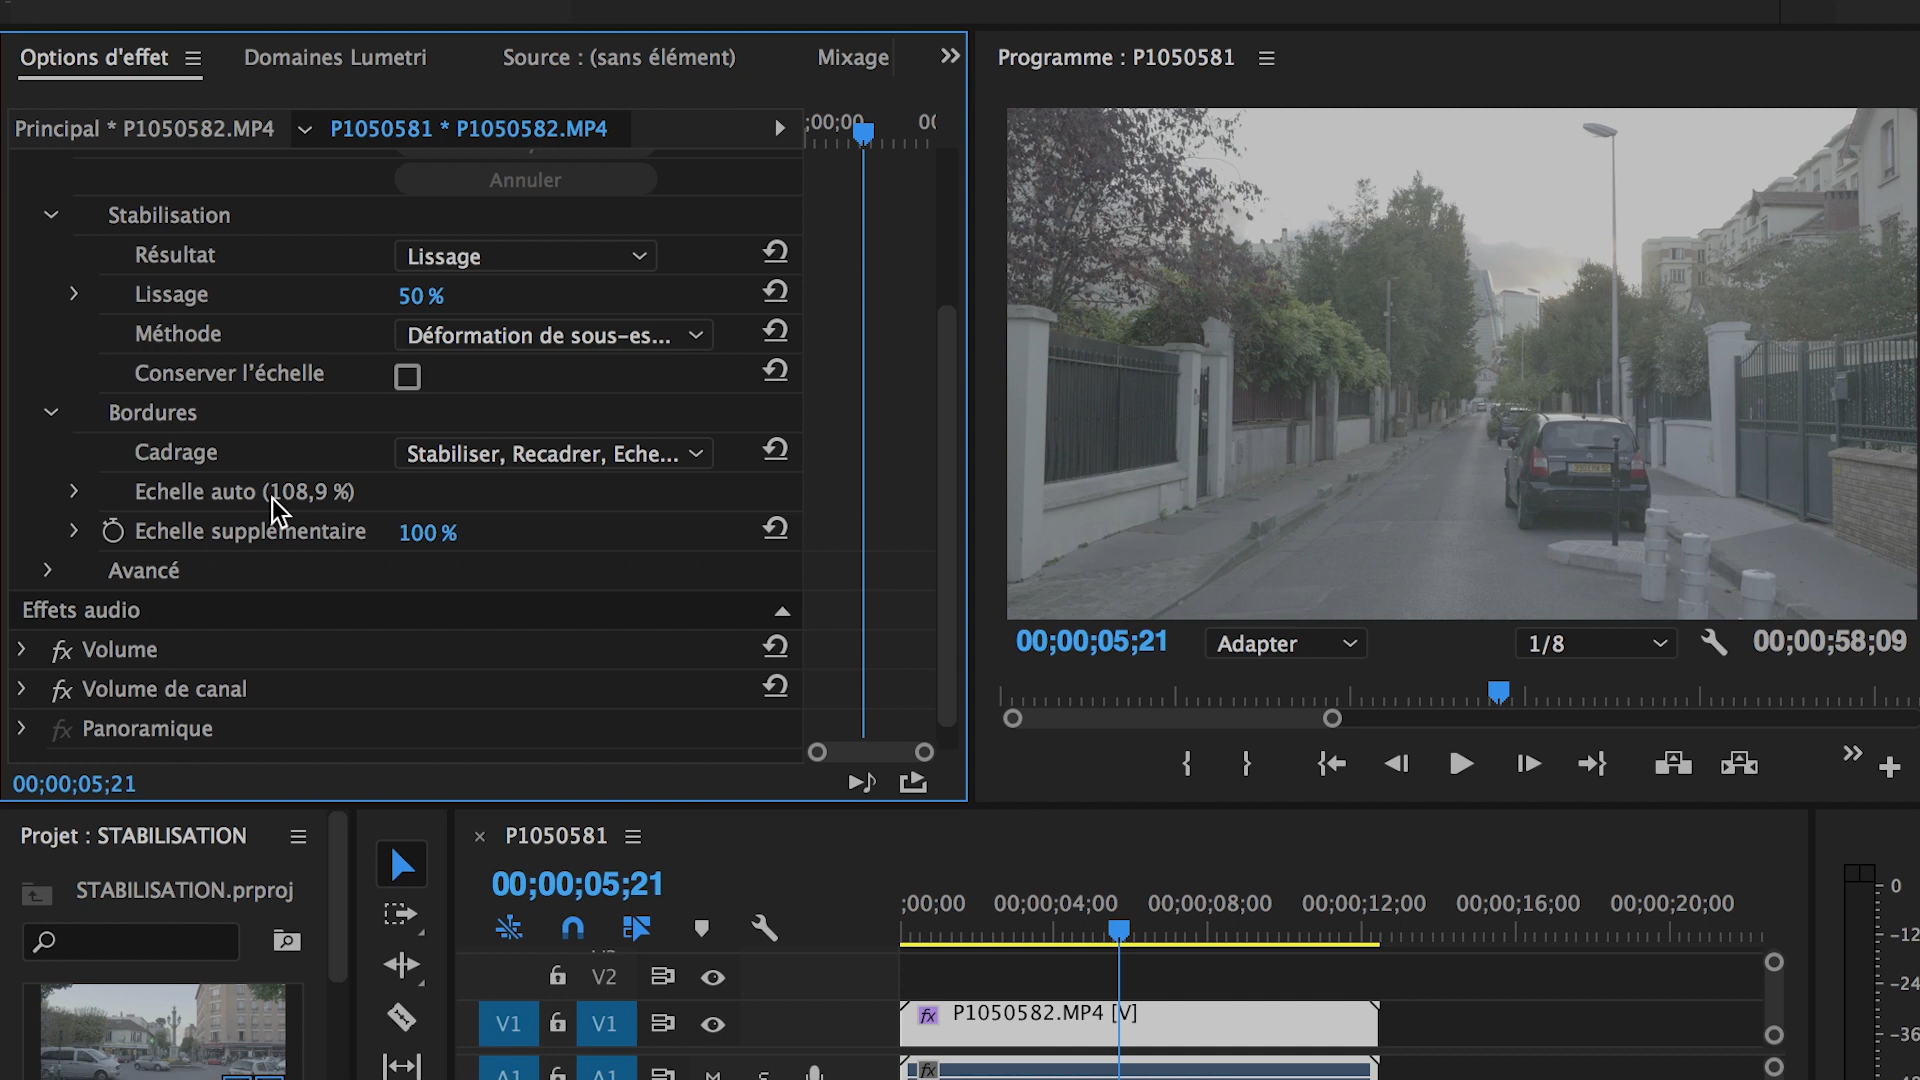 Options d'effet
Domaines Lumetri
Source : (sans élément)
Mixage
Programme : P1050581
Principal * P1050582.MP4
P1050581 * P1050582.MP4
;00;00
Annuler
Stabilisation
Résultat
Lissage
Lissage
50 %
Méthode
Déformation de sous-es...
Conserver l'échelle
Bordures
Cadrage
Stabiliser, Recadrer, Eche...
Echelle auto (108,9 %)
Echelle supplémentaire
100 %
Avancé
Effets audio
fx Volume
fx Volume de canal
fx Panoramique
00;00;05;21
00;00;05;21
Adapter
1/8
00;00;58;09
Projet : STABILISATION
STABILISATION.prproj
× P1050581
00;00;05;21
;00;00
00;00;04;00
00;00;08;00
00;00;12;00
00;00;16;00
00;00;20;00
V2
V1
V1
fx P1050582.MP4 [V]
A1
A1
M
S
fx
0
-12
-24
-36